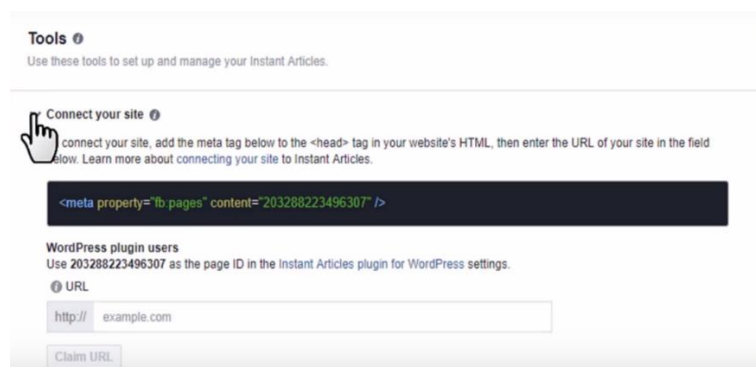 Tools
Use these tools to set up and manage your Instant Articles.
Connect your site
connect your site, add the meta tag below to the <head> tag in your website's HTML, then enter the URL of your site in the field
below. Learn more about connecting your site to Instant Articles.
<meta property="fb:pages" content="203288223496307" />
WordPress plugin users
Use 203288223496307 as the page ID in the Instant Articles plugin for WordPress settings.
URL
http:// example.com
Claim URL